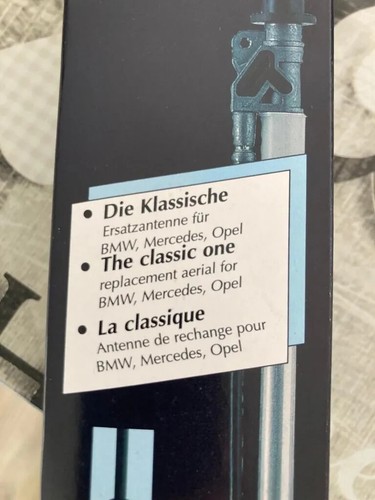 • Die Klassische
Ersatzantenne für
BMW, Mercedes, Opel
• The classic one
replacement aerial for
BMW, Mercedes, Opel
• La classique
Antenne de rechange pour
BMW, Mercedes, Opel